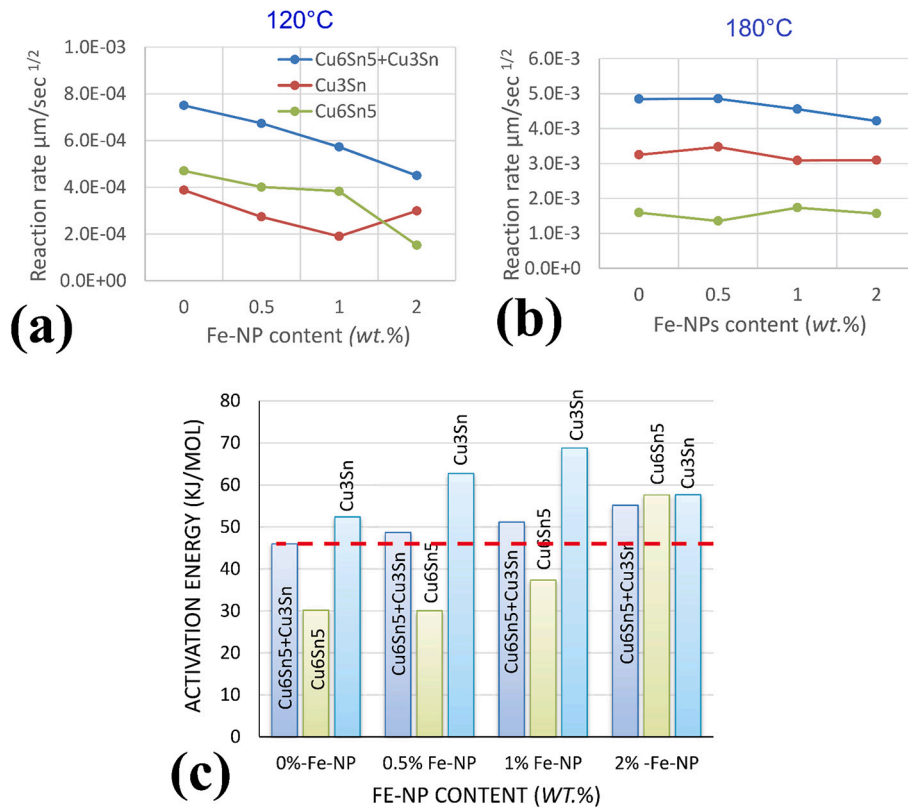 120°C
1.0E-03
8.0E-04
6.0E-04
4.0E-04
2.0E-04
0.0E+00
Reaction rate µm/sec 1/2
Cu6Sn5+Cu3Sn
Cu3Sn
Cu6Sn5
0 0.5 1 2
Fe-NP content (wt.%)
(a)
180°C
6.0E-3
5.0E-3
4.0E-3
3.0E-3
2.0E-3
1.0E-3
0.0E+0
Reaction rate µm/sec 1/2
0 0.5 1 2
Fe-NPs content (wt.%)
(b)
80
70
60
50
40
30
20
10
0
ACTIVATION ENERGY (KJ/MOL)
Cu6Sn5+Cu3Sn
Cu6Sn5
Cu3Sn
Cu6Sn5+Cu3Sn
Cu6Sn5
Cu3Sn
Cu6Sn5+Cu3Sn
Cu6Sn5
Cu3Sn
Cu6Sn5+Cu3Sn
Cu6Sn5
Cu3Sn
0%-Fe-NP 0.5% Fe-NP 1% Fe-NP 2% -Fe-NP
FE-NP CONTENT (WT.%)
(c)